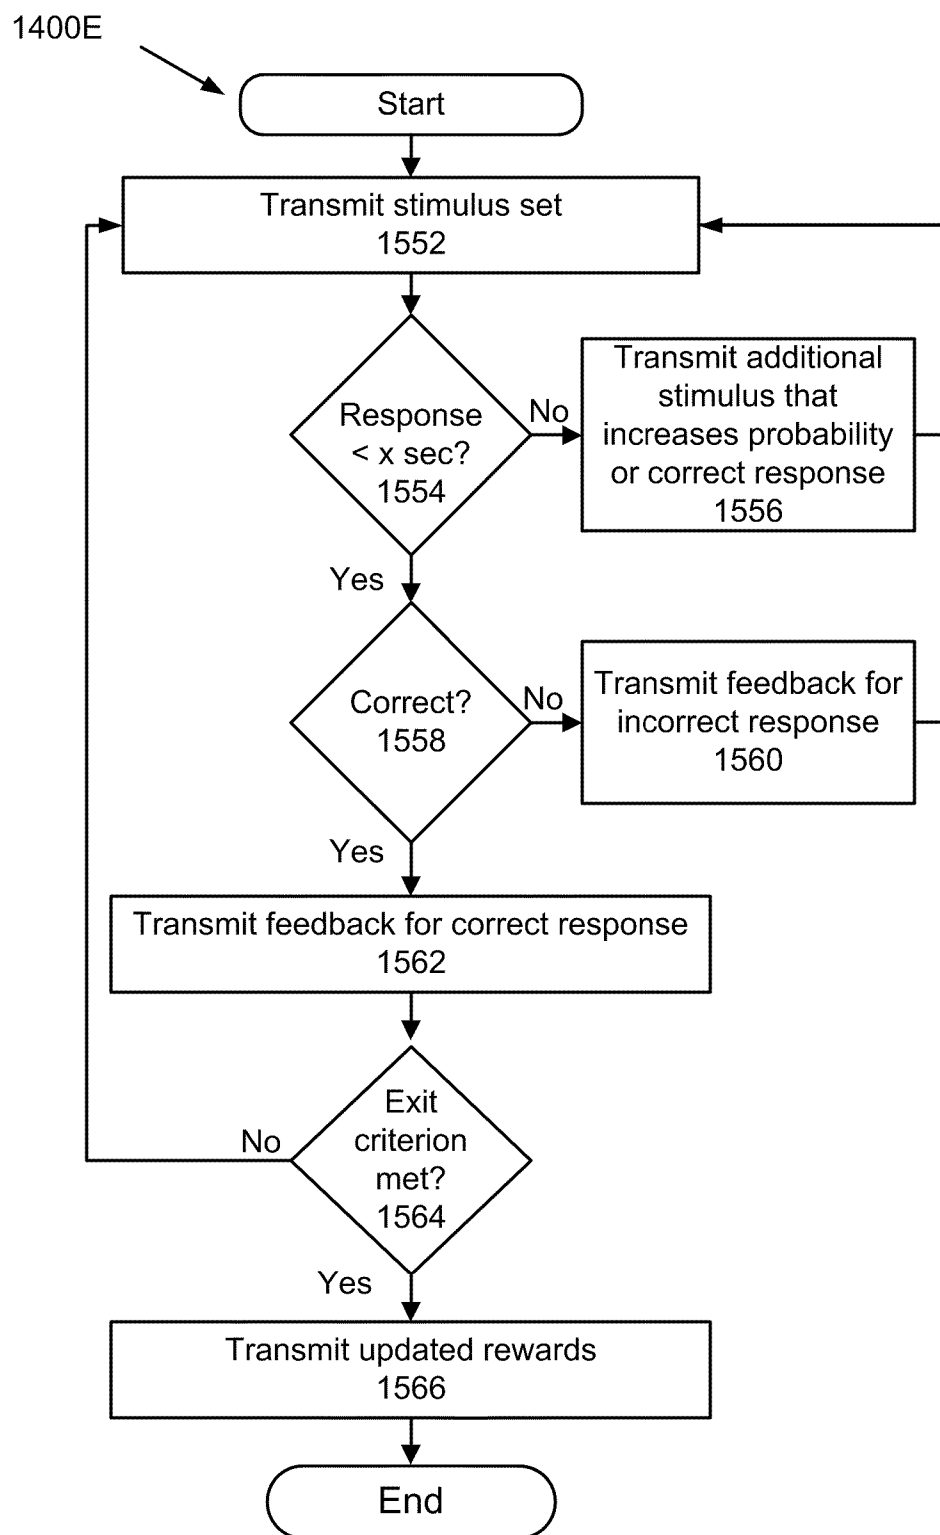 1400E
Start
Transmit stimulus set
1552
Response
< x sec?
1554
No
Transmit additional
stimulus that
increases probability
or correct response
1556
Yes
Correct?
1558
No
Transmit feedback for
incorrect response
1560
Yes
Transmit feedback for correct response
1562
Exit
criterion
met?
1564
No
Yes
Transmit updated rewards
1566
End